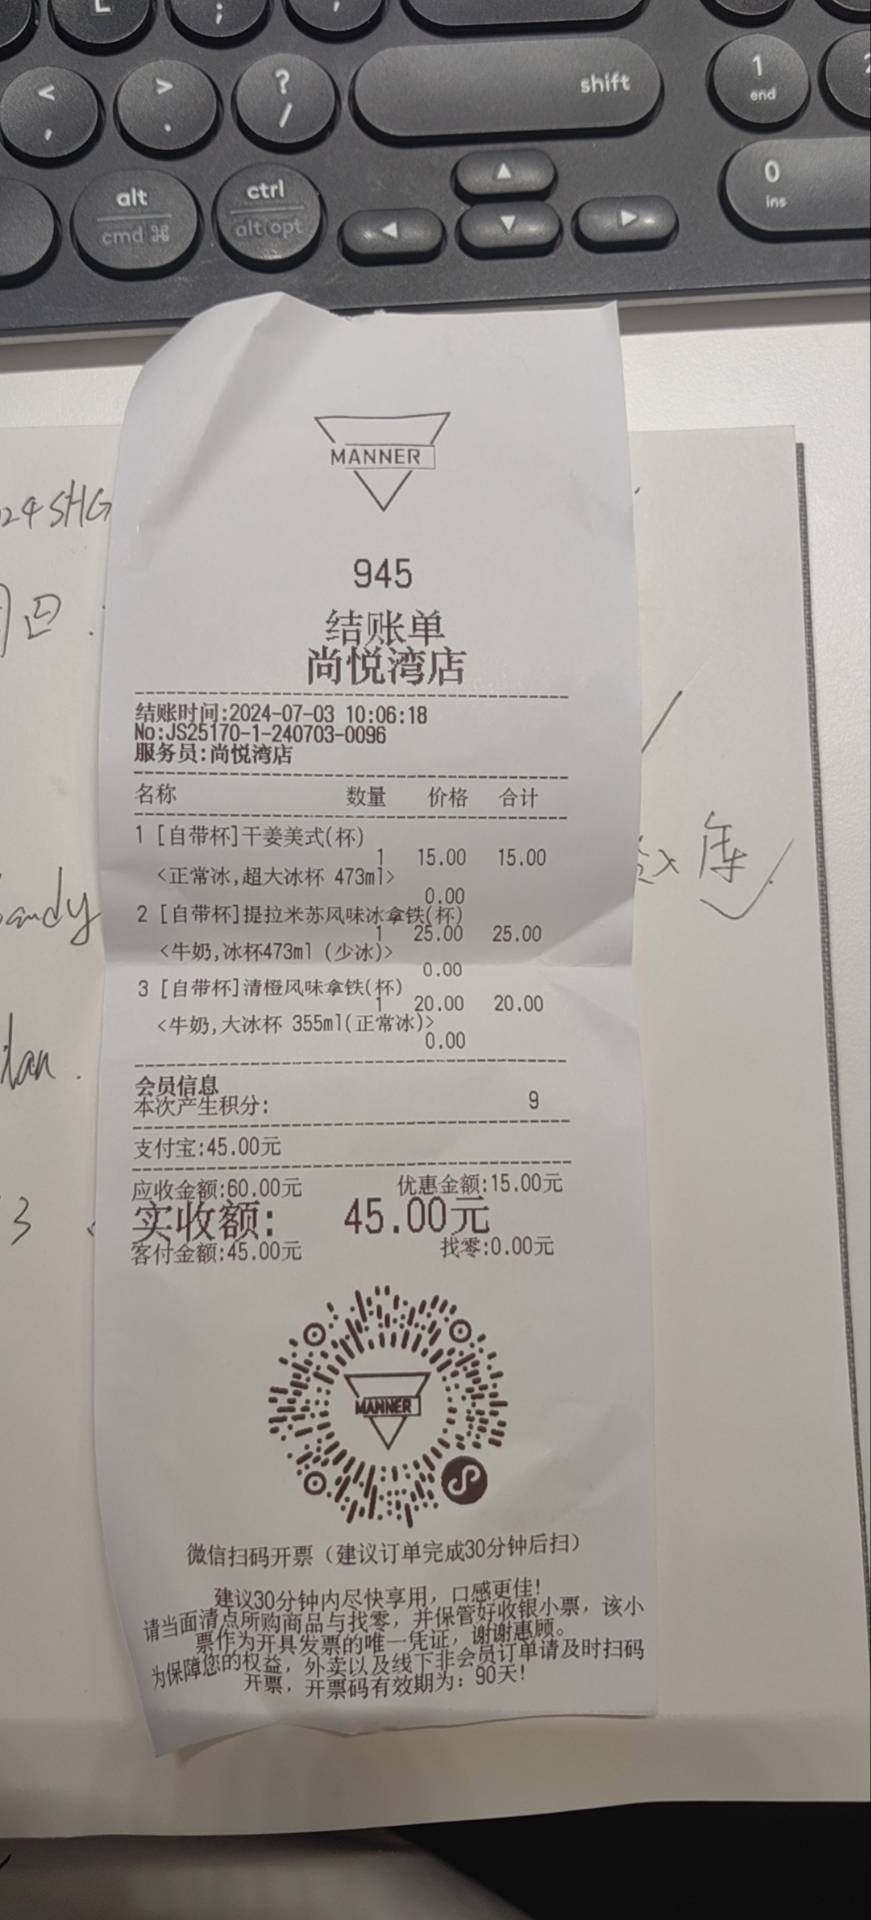 L
;
<
,
>
.
?
/
shift
1
end
2
alt
cmd ⌘
ctrl
alt opt
▲
◀
▼
▶
0
ins
24SHG
MANNER
945
结账单
尚悦湾店
结账时间:2024-07-03 10:06:18
No:JS25170-1-240703-0096
服务员:尚悦湾店
名称 数量 价格 合计
1 [自带杯]干姜美式(杯)
1 15.00 15.00
<正常冰,超大冰杯 473ml>
0.00
2 [自带杯]提拉米苏风味冰拿铁(杯)
1 25.00 25.00
<牛奶,冰杯473ml (少冰)>
0.00
3 [自带杯]清橙风味拿铁(杯)
1 20.00 20.00
<牛奶,大冰杯 355ml(正常冰)>
0.00
会员信息
本次产生积分: 9
支付宝:45.00元
应收金额:60.00元 优惠金额:15.00元
实收额: 45.00元
客付金额:45.00元 找零:0.00元
MANNER
微信扫码开票(建议订单完成30分钟后扫)
建议30分钟内尽快享用，口感更佳!
请当面清点所购商品与找零，并保管好收银小票，该小
票作为开具发票的唯一凭证，谢谢惠顾。
为保障您的权益，外卖以及线下非会员订单请及时扫码
开票，开票码有效期为：90天!
andy
库
3